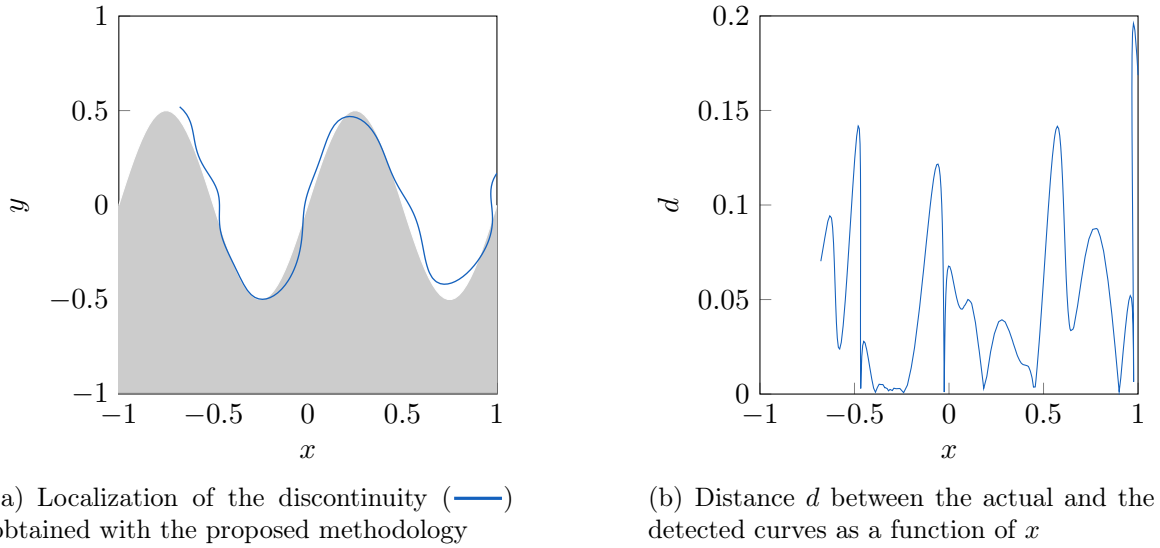 1
0.5
0
−0.5
−1
y
−1
−0.5
0
0.5
1
x
a) Localization of the discontinuity ( )
obtained with the proposed methodology
0.2
0.15
0.1
0.05
0
d
−1
−0.5
0
0.5
1
x
(b) Distance d between the actual and the
detected curves as a function of x